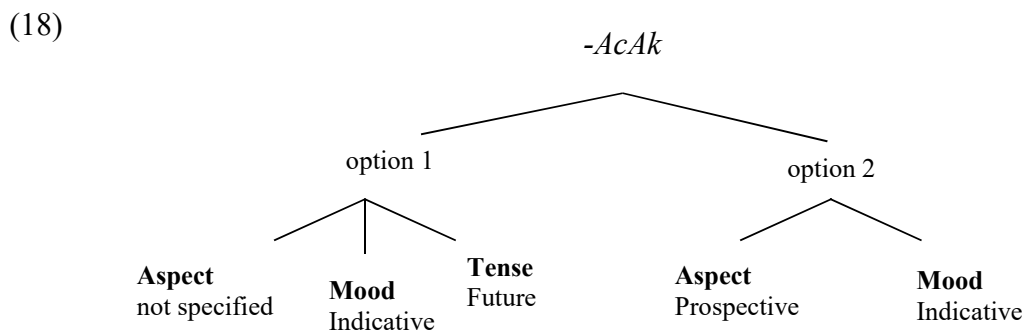 (18)
-AcAk
option 1
option 2
Aspect
not specified
Mood
Indicative
Tense
Future
Aspect
Prospective
Mood
Indicative